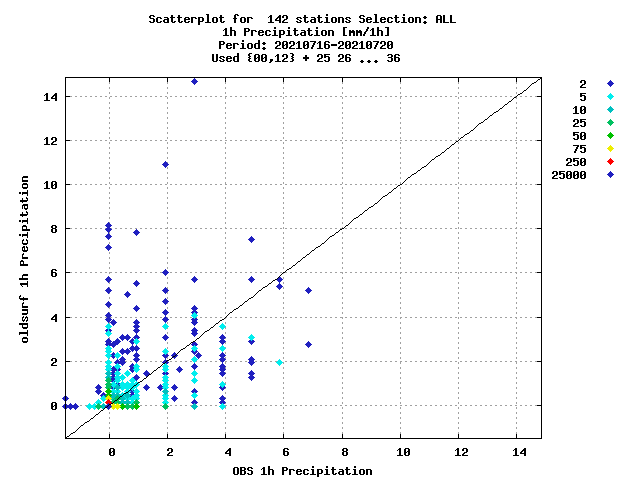 Scatterplot for 142 stations Selection: ALL
1h Precipitation [mm/1h]
Period: 20210716-20210720
Used {00,12} + 25 26 ... 36
14
12
10
8
6
4
2
0
oldsurf 1h Precipitation
0 2 4 6 8 10 12 14
OBS 1h Precipitation
2
5
10
25
50
75
250
25000